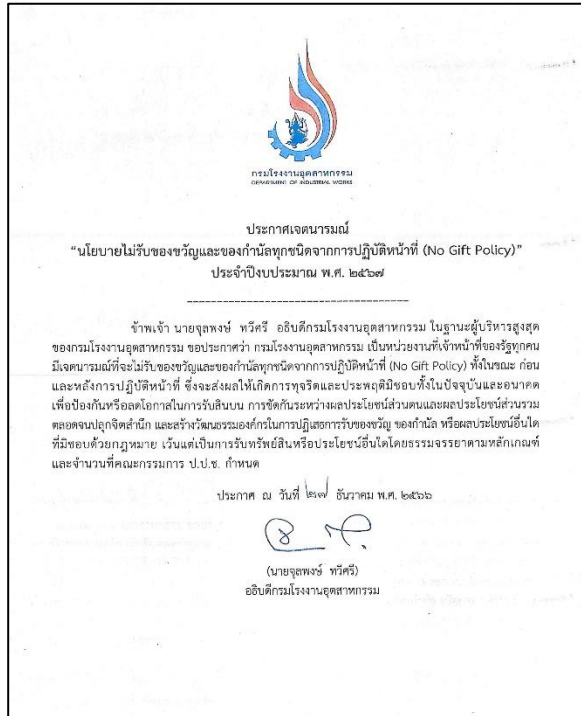 กรมโรงงานอุตสาหกรรม
DEPARTMENT OF INDUSTRIAL WORKS
ประกาศเจตนารมณ์
“นโยบายไม่รับของขวัญและของกำนัลทุกชนิดจากการปฏิบัติหน้าที่ (No Gift Policy)”
ประจำปีงบประมาณ พ.ศ. ๒๕๖๗
ข้าพเจ้า นายจุลพงษ์ ทวีศรี อธิบดีกรมโรงงานอุตสาหกรรม ในฐานะผู้บริหารสูงสุด
ของกรมโรงงานอุตสาหกรรม ขอประกาศว่า กรมโรงงานอุตสาหกรรม เป็นหน่วยงานที่เจ้าหน้าที่ของรัฐทุกคน
มีเจตนารมณ์ที่จะไม่รับของขวัญและของกำนัลทุกชนิดจากการปฏิบัติหน้าที่ (No Gift Policy) ทั้งในขณะ ก่อน
และหลังการปฏิบัติหน้าที่ ซึ่งจะส่งผลให้เกิดการทุจริตและประพฤติมิชอบทั้งในปัจจุบันและอนาคต
เพื่อป้องกันหรือลดโอกาสในการรับสินบน การขัดกันระหว่างผลประโยชน์ส่วนตนและผลประโยชน์ส่วนรวม
ตลอดจนปลุกจิตสำนึก และสร้างวัฒนธรรมองค์กรในการปฏิเสธการรับของขวัญ ของกำนัล หรือผลประโยชน์อื่นใด
ที่มิชอบด้วยกฎหมาย เว้นแต่เป็นการรับทรัพย์สินหรือประโยชน์อื่นใดโดยธรรมจรรยาตามหลักเกณฑ์
และจำนวนที่คณะกรรมการ ป.ป.ช. กำหนด
ประกาศ ณ วันที่ ๒๗ ธันวาคม พ.ศ. ๒๕๖๖
(นายจุลพงษ์ ทวีศรี)
อธิบดีกรมโรงงานอุตสาหกรรม